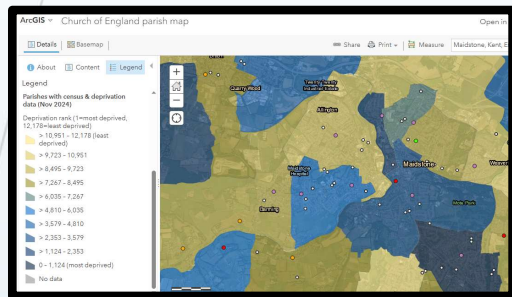 ArcGIS Church of England parish map Open in
Details Basemap Share Print Measure Maidstone, Kent, E
About Content Legend
Legend
Parishes with census & deprivation
data (Nov 2024)
Deprivation rank (1=most deprived,
12,178=least deprived)
> 10,951 - 12,178 (least
deprived)
> 9,723 - 10,951
> 8,495 - 9,723
> 7,267 - 8,495
> 6,035 - 7,267
> 4,810 - 6,035
> 3,579 - 4,810
> 2,353 - 3,579
> 1,124 - 2,353
0 - 1,124 (most deprived)
No data
Quarry Wood
Allington
Maidstone
Hospital
Barming
Mote Park